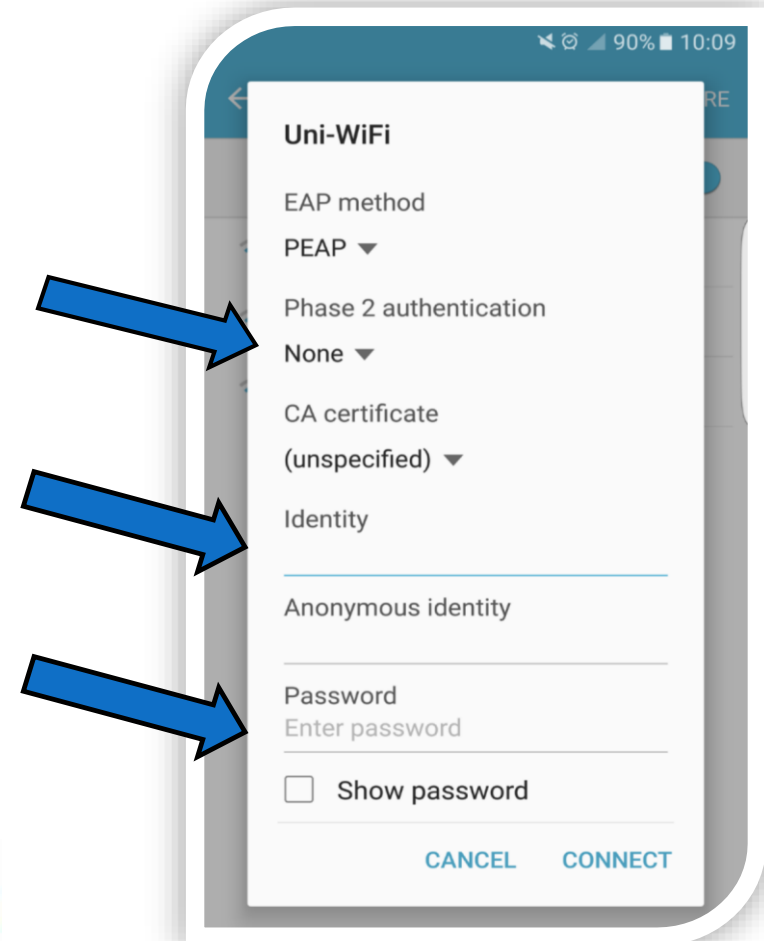 90% 10:09
RE
Uni-WiFi
EAP method
PEAP
Phase 2 authentication
None
CA certificate
(unspecified)
Identity
Anonymous identity
Password
Enter password
Show password
CANCEL CONNECT